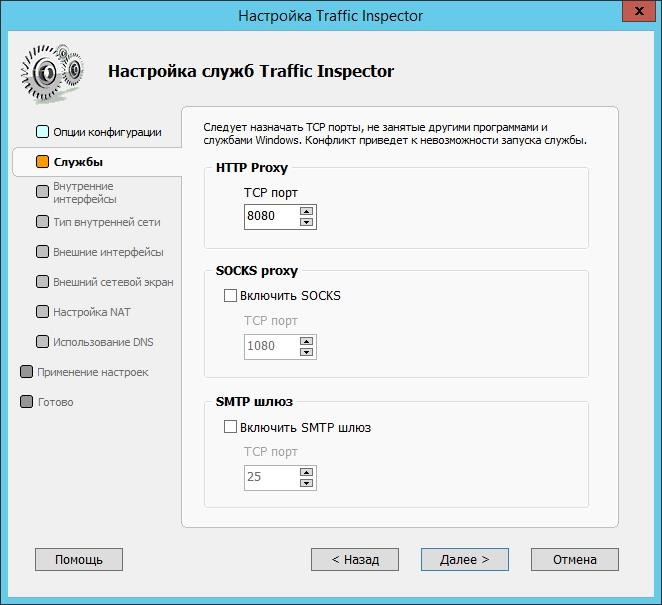 Настройка Traffic Inspector
x
Настройка служб Traffic Inspector
Опции конфигурации
Службы
Внутренние
интерфейсы
Тип внутренней сети
Внешние интерфейсы
Внешний сетевой экран
Настройка NAT
Использование DNS
Применение настроек
Готово
Следует назначать TCP порты, не занятые другими програмами и
службами Windows. Конфликт приведет к невозможности запуска службы.
HTTP Proxy
TCP порт
8080
SOCKS proxy
Включить SOCKS
TCP порт
1080
SMTP шлюз
Включить SMTP шлюз
TCP порт
25
Помощь
< Назад
Далее >
Отмена